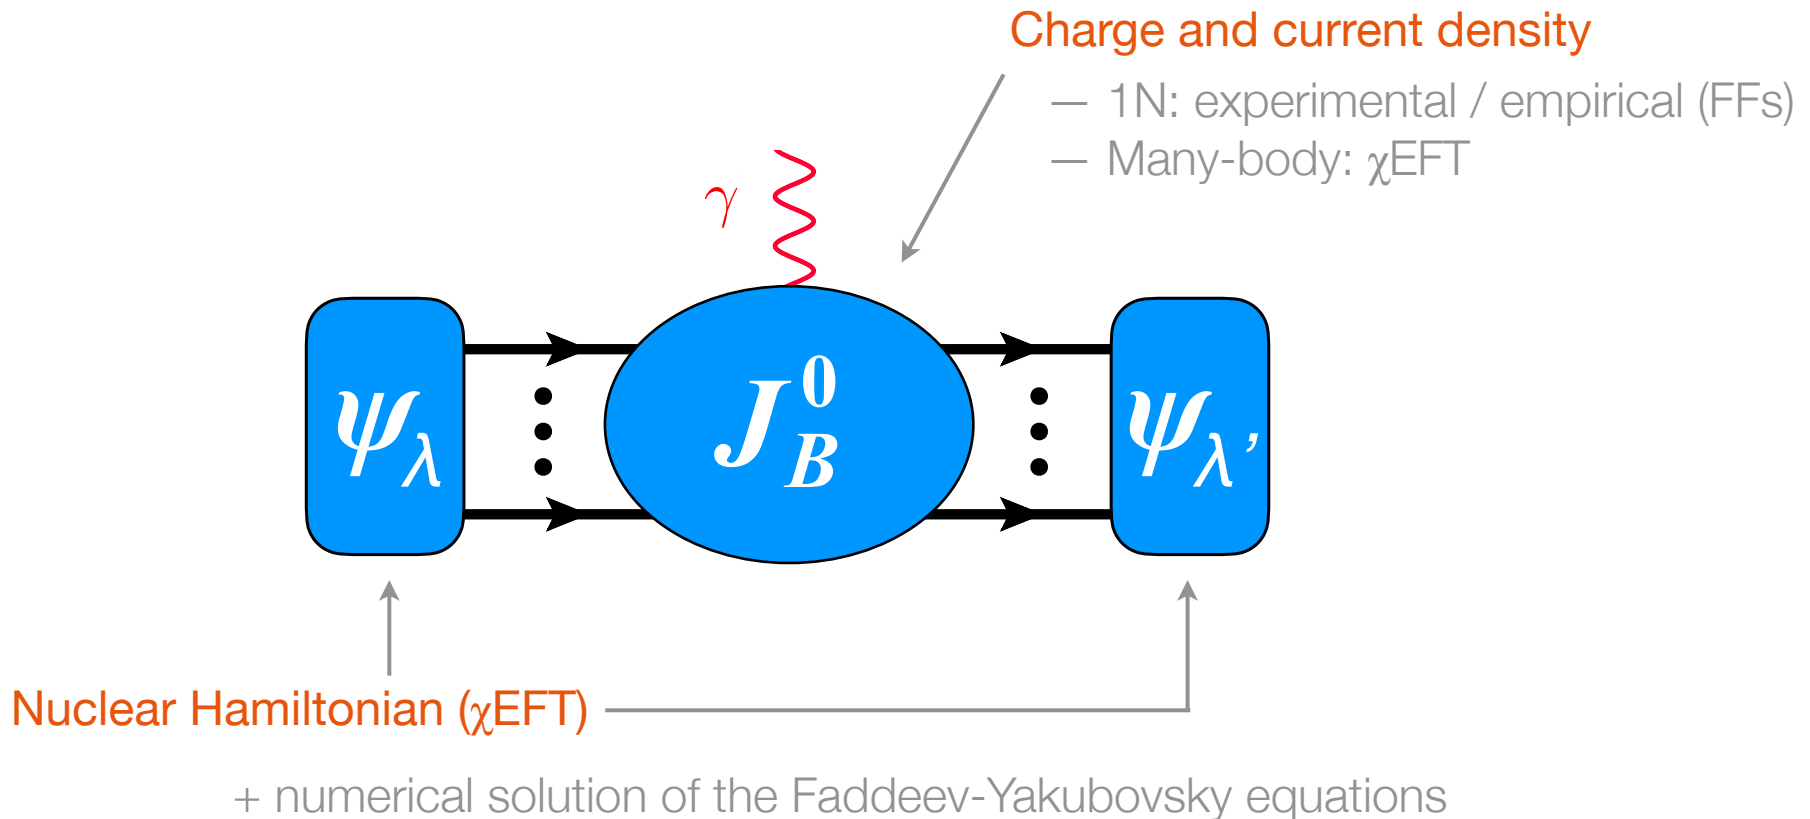 Charge and current density
— 1N: experimental / empirical (FFs)
— Many-body: χEFT
γ
ψλ J⁰B ψλ’
Nuclear Hamiltonian (χEFT)
+ numerical solution of the Faddeev-Yakubovsky equations